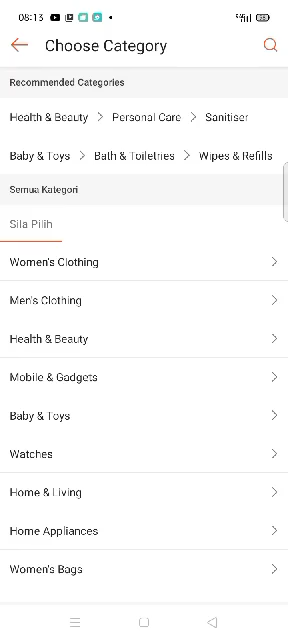 08:13
Choose Category
Recommended Categories
Health & Beauty > Personal Care > Sanitiser
Baby & Toys > Bath & Toiletries > Wipes & Refills
Semua Kategori
Sila Pilih
Women's Clothing
Men's Clothing
Health & Beauty
Mobile & Gadgets
Baby & Toys
Watches
Home & Living
Home Appliances
Women's Bags